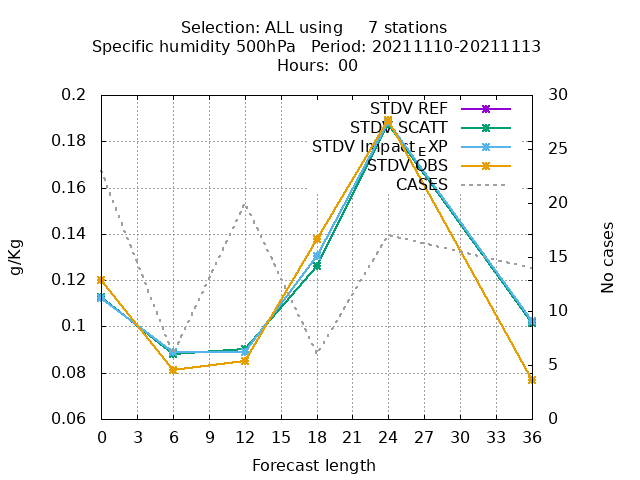 Selection: ALL using 7 stations
Specific humidity 500hPa Period: 20211110-20211113
Hours: 00
0.2
0.18
0.16
0.14
0.12
0.1
0.08
0.06
g/Kg
STDV REF
STDV SCATT
STDV Impact_EXP
STDV OBS
CASES
30
25
20
15
10
5
0
No cases
0 3 6 9 12 15 18 21 24 27 30 33 36
Forecast length